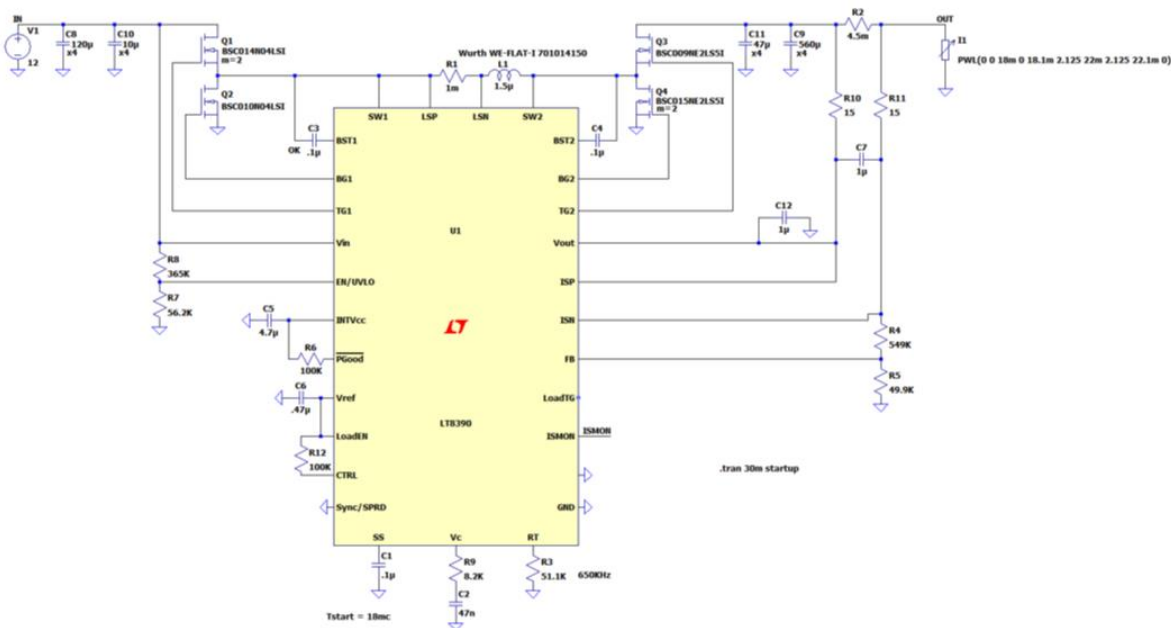 IN
V1
12
C8
120µ
x4
C10
10µ
x4
Q1
BSC014N04LSI
m=2
Q2
BSC010N04LSI
Wurth WE-FLAT-I 701014150
R1
1m
L1
1.5µ
Q3
BSC009NE2LS5I
Q4
BSC015NE2LS5I
m=2
C11
47µ
x4
C9
560µ
x4
R2
4.5m
OUT
I1
PWL(0 0 18m 0 18.1m 2.125 22m 2.125 22.1m 0)
R10
15
R11
15
C7
1µ
C12
1µ
C3
.1µ
OK
C4
.1µ
SW1
LSP
LSN
SW2
BST1
BST2
BG1
BG2
TG1
TG2
U1
Vin
Vout
R8
365K
EN/UVLO
ISP
R7
56.2K
C5
4.7µ
INTVcc
ISN
R4
549K
R6
100K
PGood
FB
R5
49.9K
C6
.47µ
Vref
LoadTG
LT8390
LoadEN
ISMON
ISMON
R12
100K
CTRL
.tran 30m startup
Sync/SPRD
GND
SS
Vc
RT
C1
.1µ
R9
8.2K
R3
51.1K
650KHz
C2
47n
Tstart = 18mc